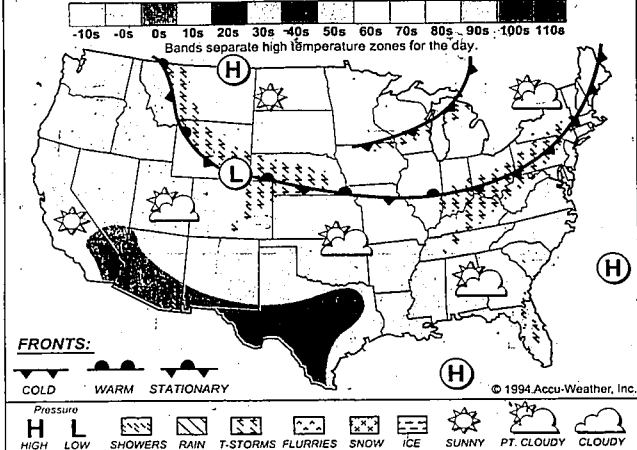 -10s -0s 0s 10s 20s 30s 40s 50s 60s 70s 80s 90s 100s 110s
Bands separate high temperature zones for the day.
H
L
H
H
FRONTS:
COLD WARM STATIONARY
© 1994 Accu-Weather, Inc.
Pressure
H L
HIGH LOW SHOWERS RAIN T-STORMS FLURRIES SNOW ICE SUNNY PT. CLOUDY CLOUDY